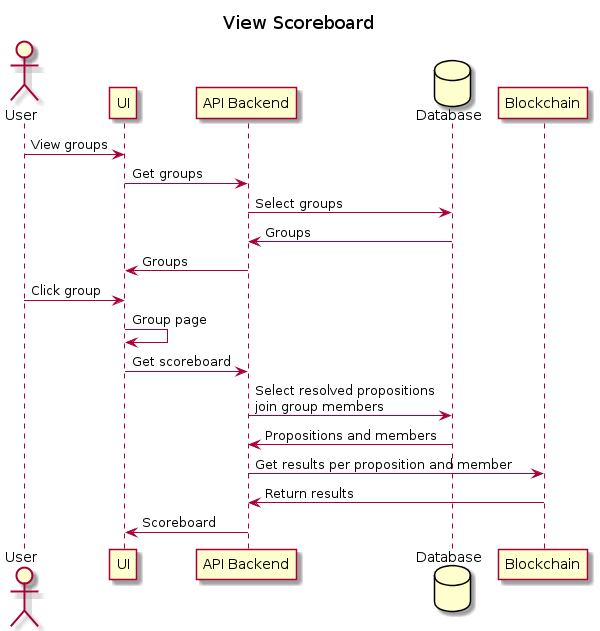 View Scoreboard
User
UI
API Backend
Database
Blockchain
View groups
Get groups
Select groups
Groups
Groups
Click group
Group page
Get scoreboard
Select resolved propositions
join group members
Propositions and members
Get results per proposition and member
Return results
Scoreboard
User
UI
API Backend
Database
Blockchain